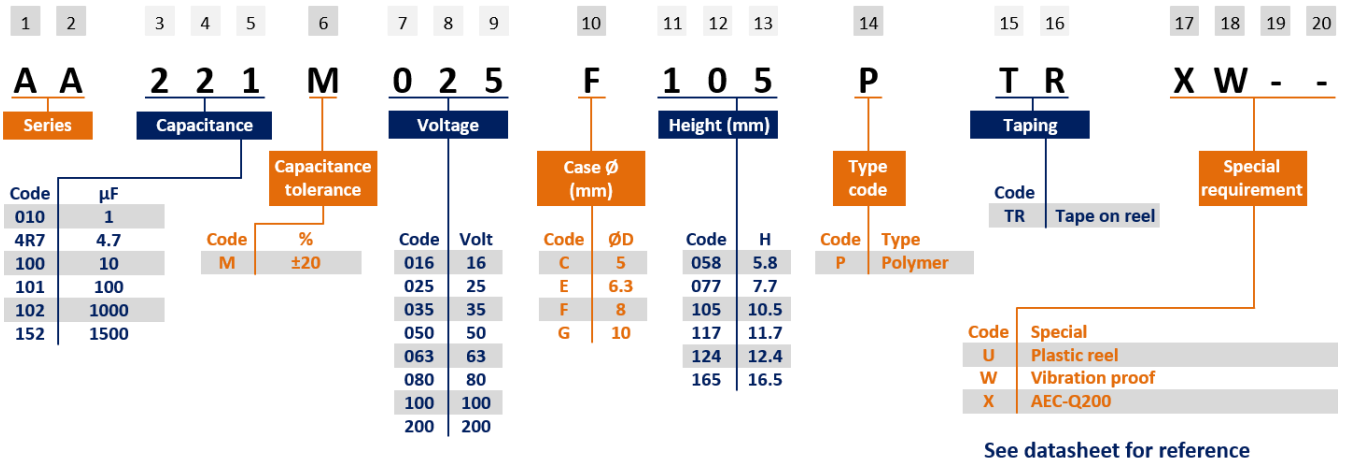 1 2 3 4 5 6 7 8 9 10 11 12 13 14 15 16 17 18 19 20
A A 2 2 1 M 0 2 5 F 1 0 5 P T R X W - -
Series Capacitance Voltage Height (mm) Taping
Capacitance tolerance
Case Ø (mm)
Type code
Special requirement
Code µF
010 1
4R7 4.7
100 10
101 100
102 1000
152 1500
Code %
M ±20
Code Volt
016 16
025 25
035 35
050 50
063 63
080 80
100 100
200 200
Code ØD
C 5
E 6.3
F 8
G 10
Code H
058 5.8
077 7.7
105 10.5
117 11.7
124 12.4
165 16.5
Code Type
P Polymer
Code
TR Tape on reel
Code Special
U Plastic reel
W Vibration proof
X AEC-Q200
See datasheet for reference